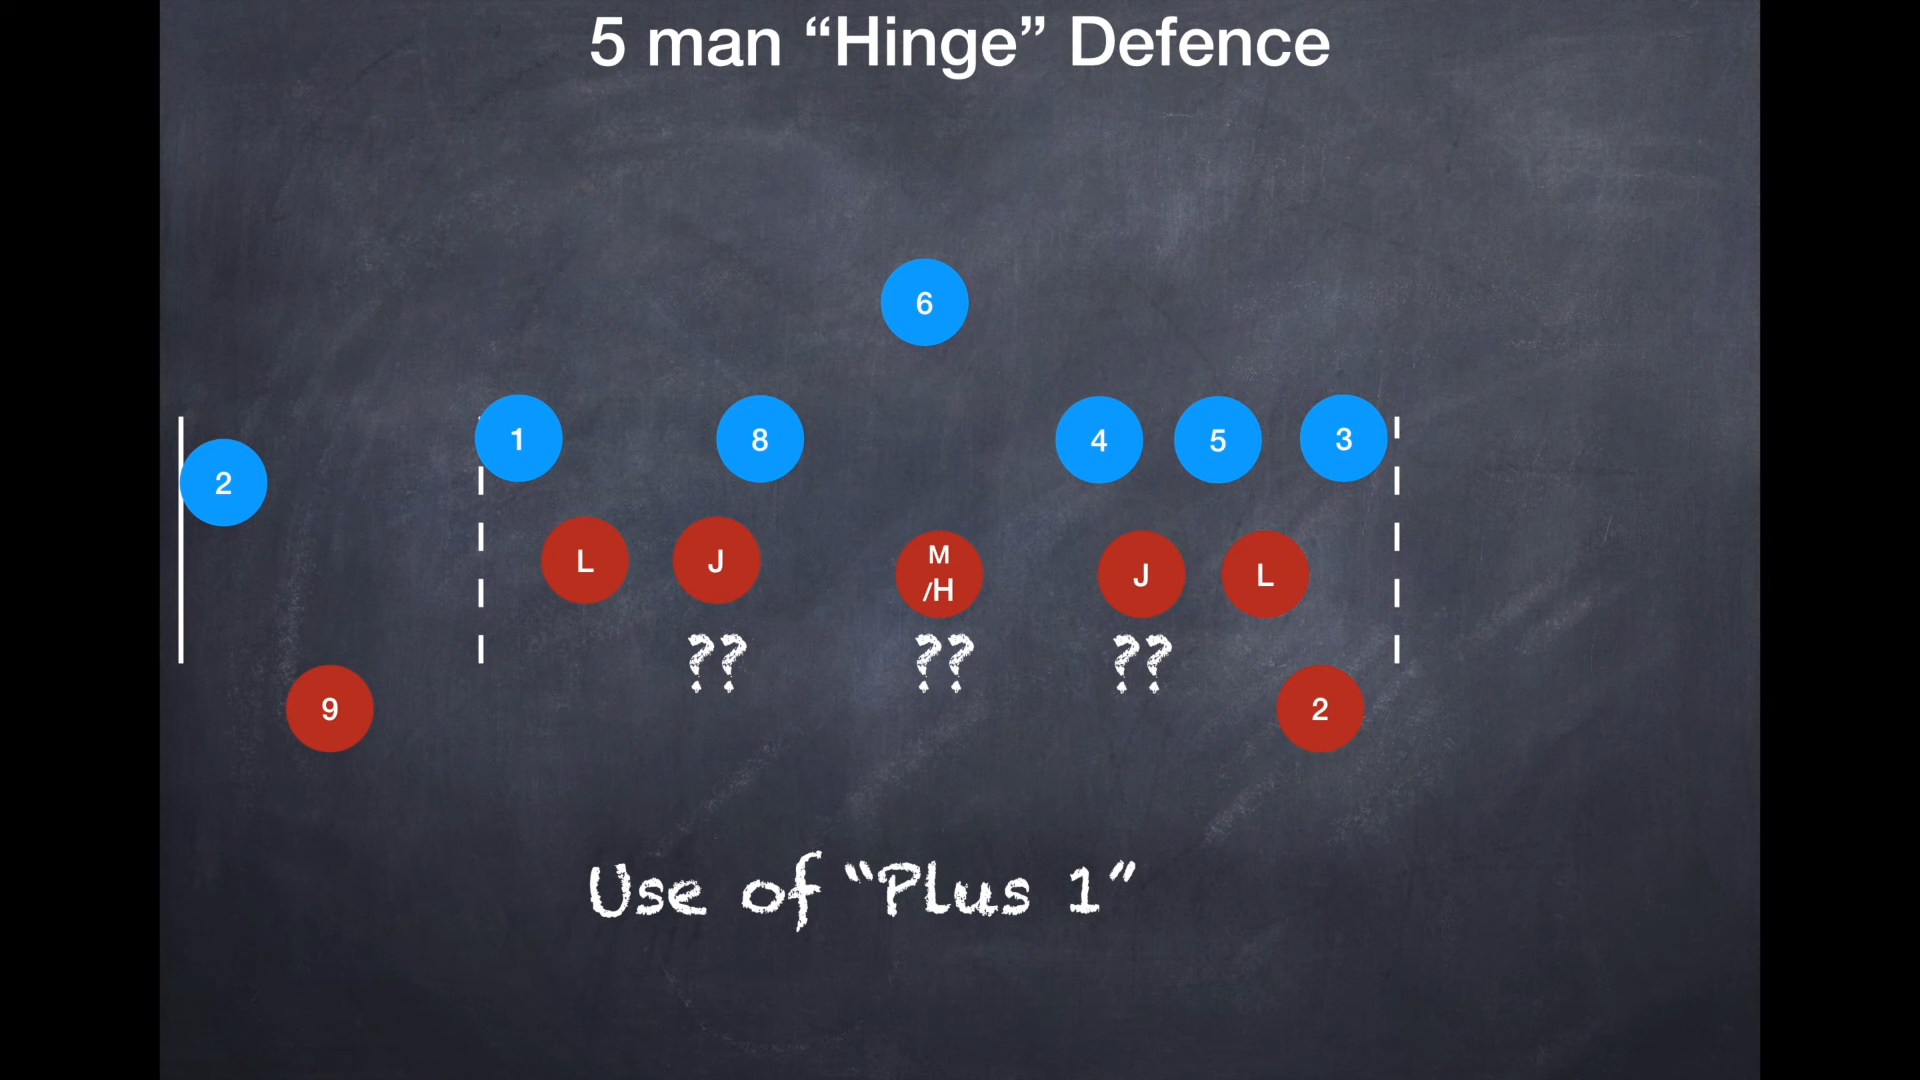 5 man “Hinge” Defence
6
1
8
4
5
3
2
L
J
M
/H
J
L
??
??
??
9
2
Use of “Plus 1”